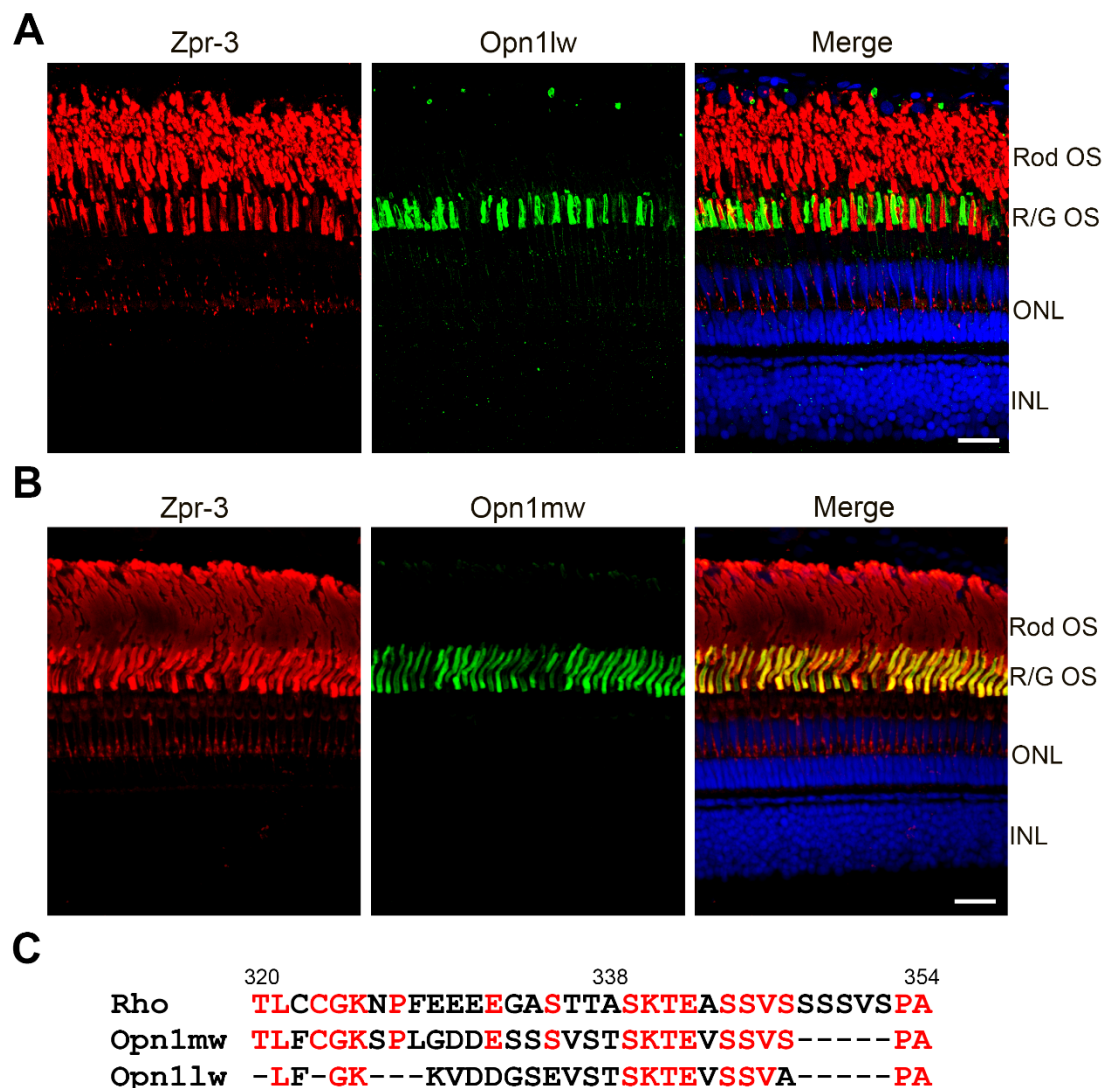 A
Zpr-3 Opn1lw Merge
Rod OS
R/G OS
ONL
INL
B
Zpr-3 Opn1mw Merge
Rod OS
R/G OS
ONL
INL
C
320 338 354
Rho TLCCGKNPFEEEEGASTTASKTEASSVSSSSVSPA
Opn1mw TLFCGKSPLGDDESSSVSTSKTEVSSVS-----PA
Opn1lw -LF-GK---KVDDGSEVSTSKTEVSSVA-----PA